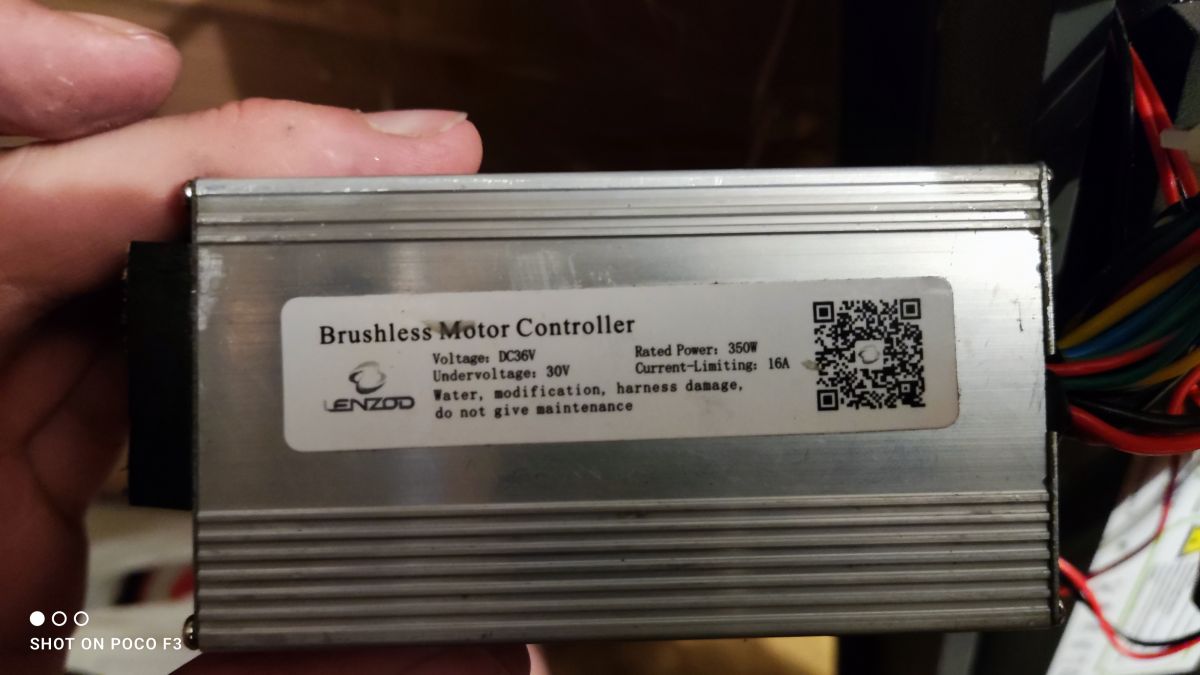 Brushless Motor Controller
Voltage: DC36V
Rated Power: 350W
Undervoltage: 30V
Current-Limiting: 16A
Water, modification, harness damage,
do not give maintenance
LENZOD
SHOT ON POCO F3